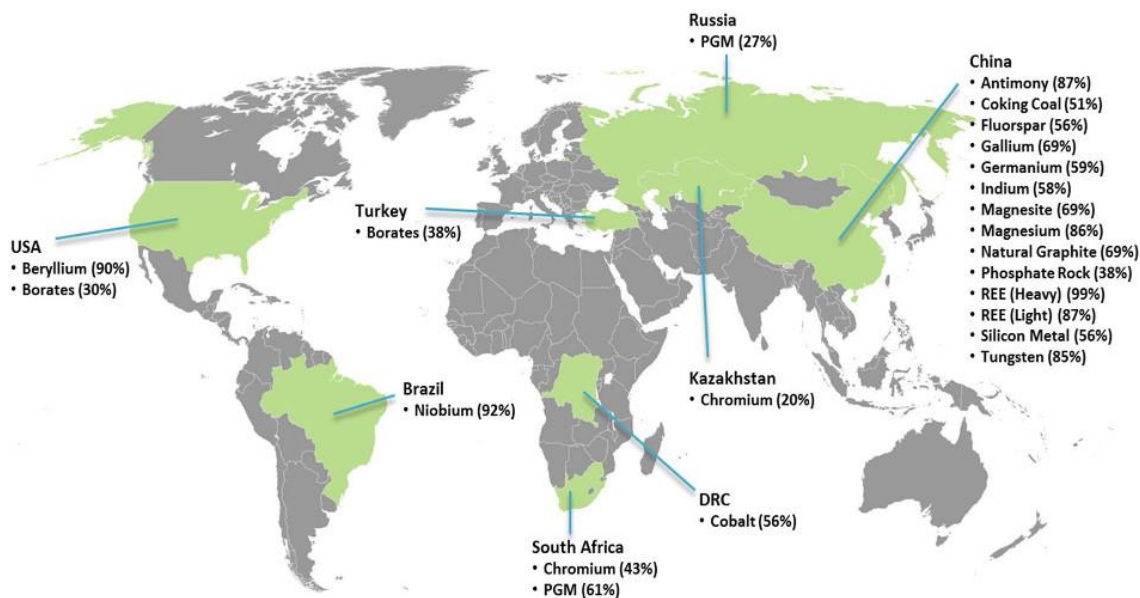 Russia
• PGM (27%)
China
• Antimony (87%)
• Coking Coal (51%)
• Fluorspar (56%)
• Gallium (69%)
• Germanium (59%)
• Indium (58%)
• Magnesite (69%)
• Magnesium (86%)
• Natural Graphite (69%)
• Phosphate Rock (38%)
• REE (Heavy) (99%)
• REE (Light) (87%)
• Silicon Metal (56%)
• Tungsten (85%)
Turkey
• Borates (38%)
USA
• Beryllium (90%)
• Borates (30%)
Kazakhstan
• Chromium (20%)
Brazil
• Niobium (92%)
DRC
• Cobalt (56%)
South Africa
• Chromium (43%)
• PGM (61%)